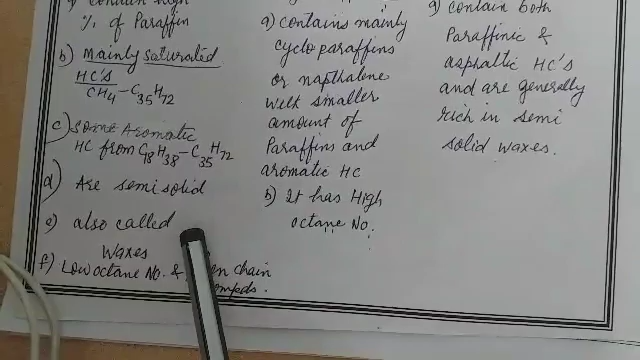 % of Paraffin
b) Mainly saturated
HC's
CH4 - C35H72
c) Some Aromatic
HC from C18H38 - C35H72
d) Are semi solid
e) also called
Waxes
f) Low octane No. & chain
a) contains mainly
cyclo paraffins
or napthalene
with smaller
amount of
Paraffins and
aromatic HC
b) It has High
octane No.
a) contain both
Paraffinic &
aspaltic HC's
and are generally
rich in semi
solid waxes.